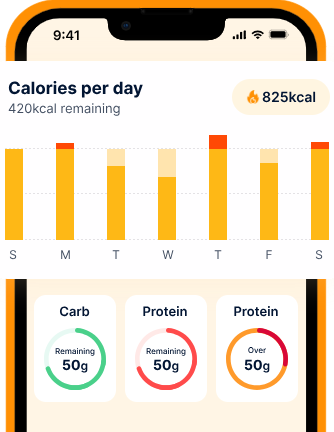 9:41
Calories per day
420kcal remaining
825kcal
S M T W T F S
Carb Protein Protein
Remaining Remaining Over
50g 50g 50g